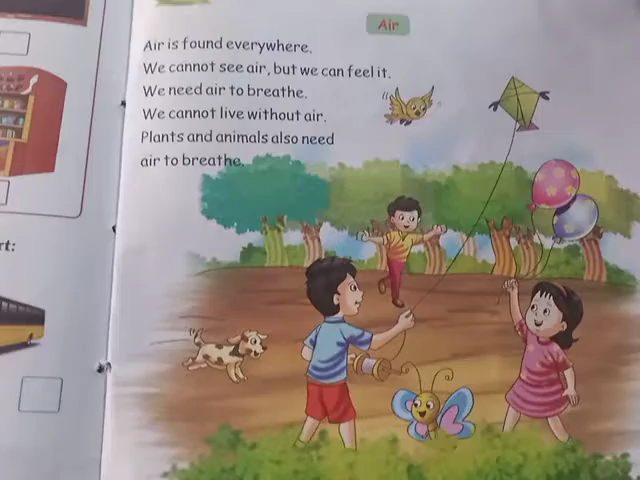 Air
Air is found everywhere.
We cannot see air, but we can feel it.
We need air to breathe.
We cannot live without air.
Plants and animals also need
air to breathe.
rt: